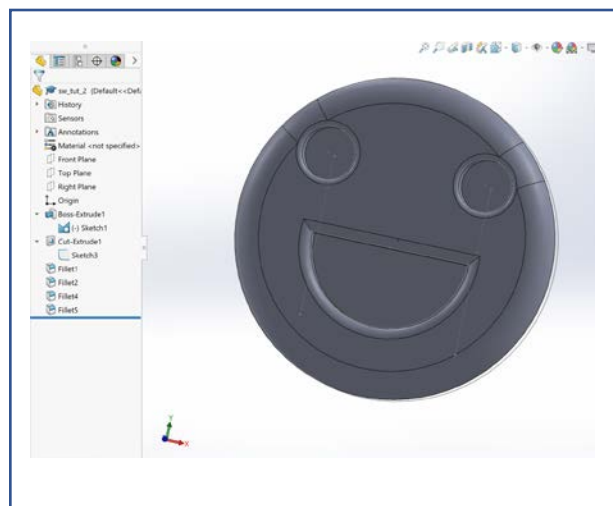 sw_tut_2 (Default<<Defa
History
Sensors
Annotations
Material <not specified>
Front Plane
Top Plane
Right Plane
Origin
Boss-Extrude1
(-) Sketch1
Cut-Extrude1
Sketch3
Fillet1
Fillet2
Fillet4
Fillet5
Y
X